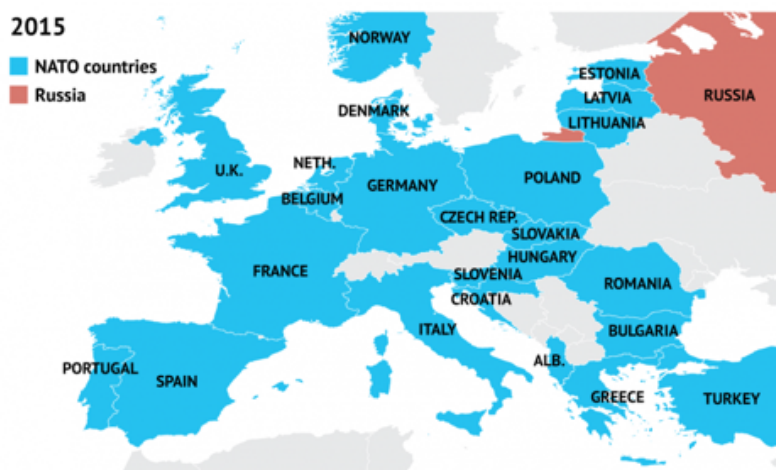 2015
NATO countries
Russia
NORWAY
ESTONIA
LATVIA
LITHUANIA
RUSSIA
DENMARK
U.K.
NETH.
BELGIUM
GERMANY
POLAND
CZECH REP.
SLOVAKIA
HUNGARY
SLOVENIA
CROATIA
FRANCE
ROMANIA
ITALY
BULGARIA
ALB.
PORTUGAL
SPAIN
GREECE
TURKEY